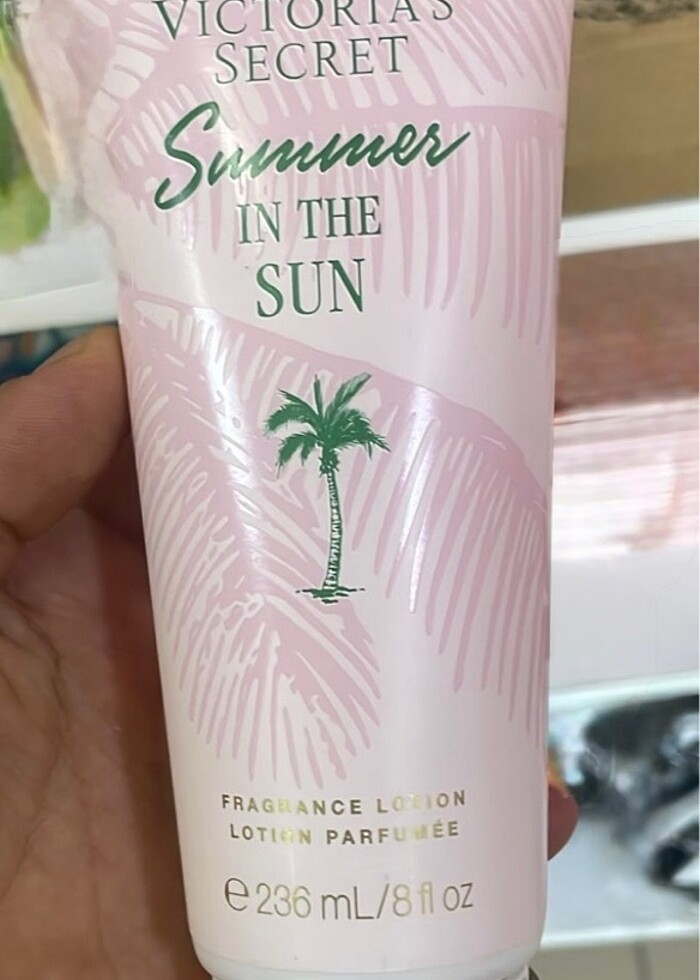 VICTORIA'S
SECRET
Summer
IN THE
SUN
FRAGRANCE LOTION
LOTION PARFUMÉE
℮ 236 mL/8 fl oz